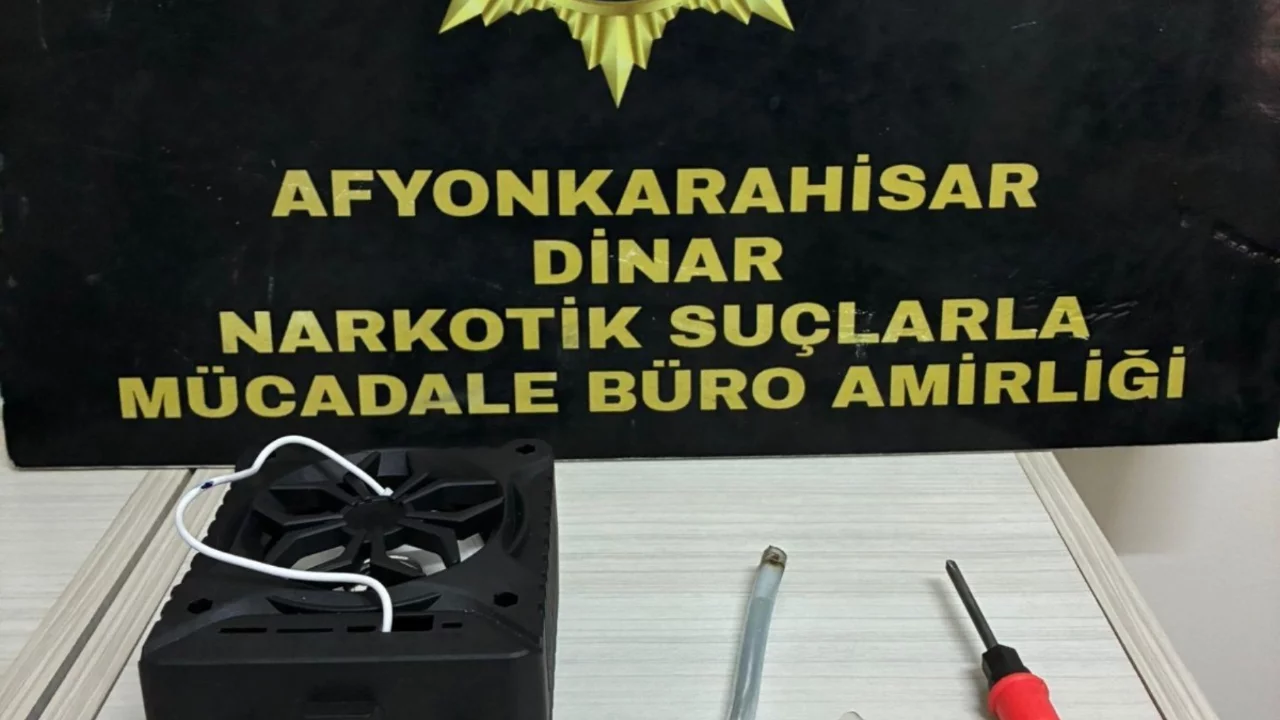 AFYONKARAHİSAR
DİNAR
NARKOTİK SUÇLARLA
MÜCADALE BÜRO AMİRLİĞİ